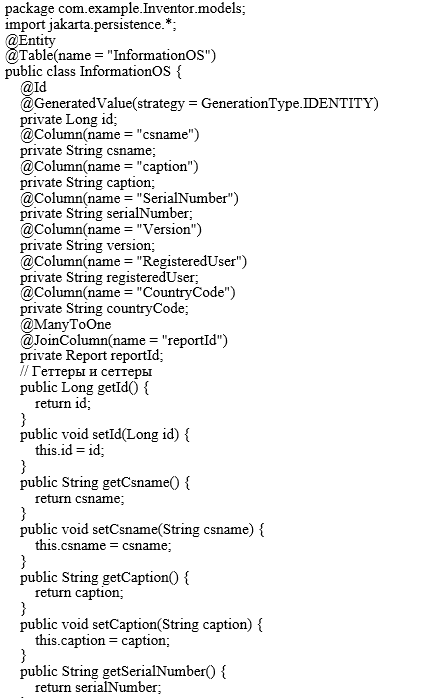 package com.example.Inventor.models;
import jakarta.persistence.*;
@Entity
@Table(name = "InformationOS")
public class InformationOS {
    @Id
    @GeneratedValue(strategy = GenerationType.IDENTITY)
    private Long id;
    @Column(name = "csname")
    private String csname;
    @Column(name = "caption")
    private String caption;
    @Column(name = "SerialNumber")
    private String serialNumber;
    @Column(name = "Version")
    private String version;
    @Column(name = "RegisteredUser")
    private String registeredUser;
    @Column(name = "CountryCode")
    private String countryCode;
    @ManyToOne
    @JoinColumn(name = "reportId")
    private Report reportId;
    // Геттеры и сеттеры
    public Long getId() {
        return id;
    }
    public void setId(Long id) {
        this.id = id;
    }
    public String getCsname() {
        return csname;
    }
    public void setCsname(String csname) {
        this.csname = csname;
    }
    public String getCaption() {
        return caption;
    }
    public void setCaption(String caption) {
        this.caption = caption;
    }
    public String getSerialNumber() {
        return serialNumber;